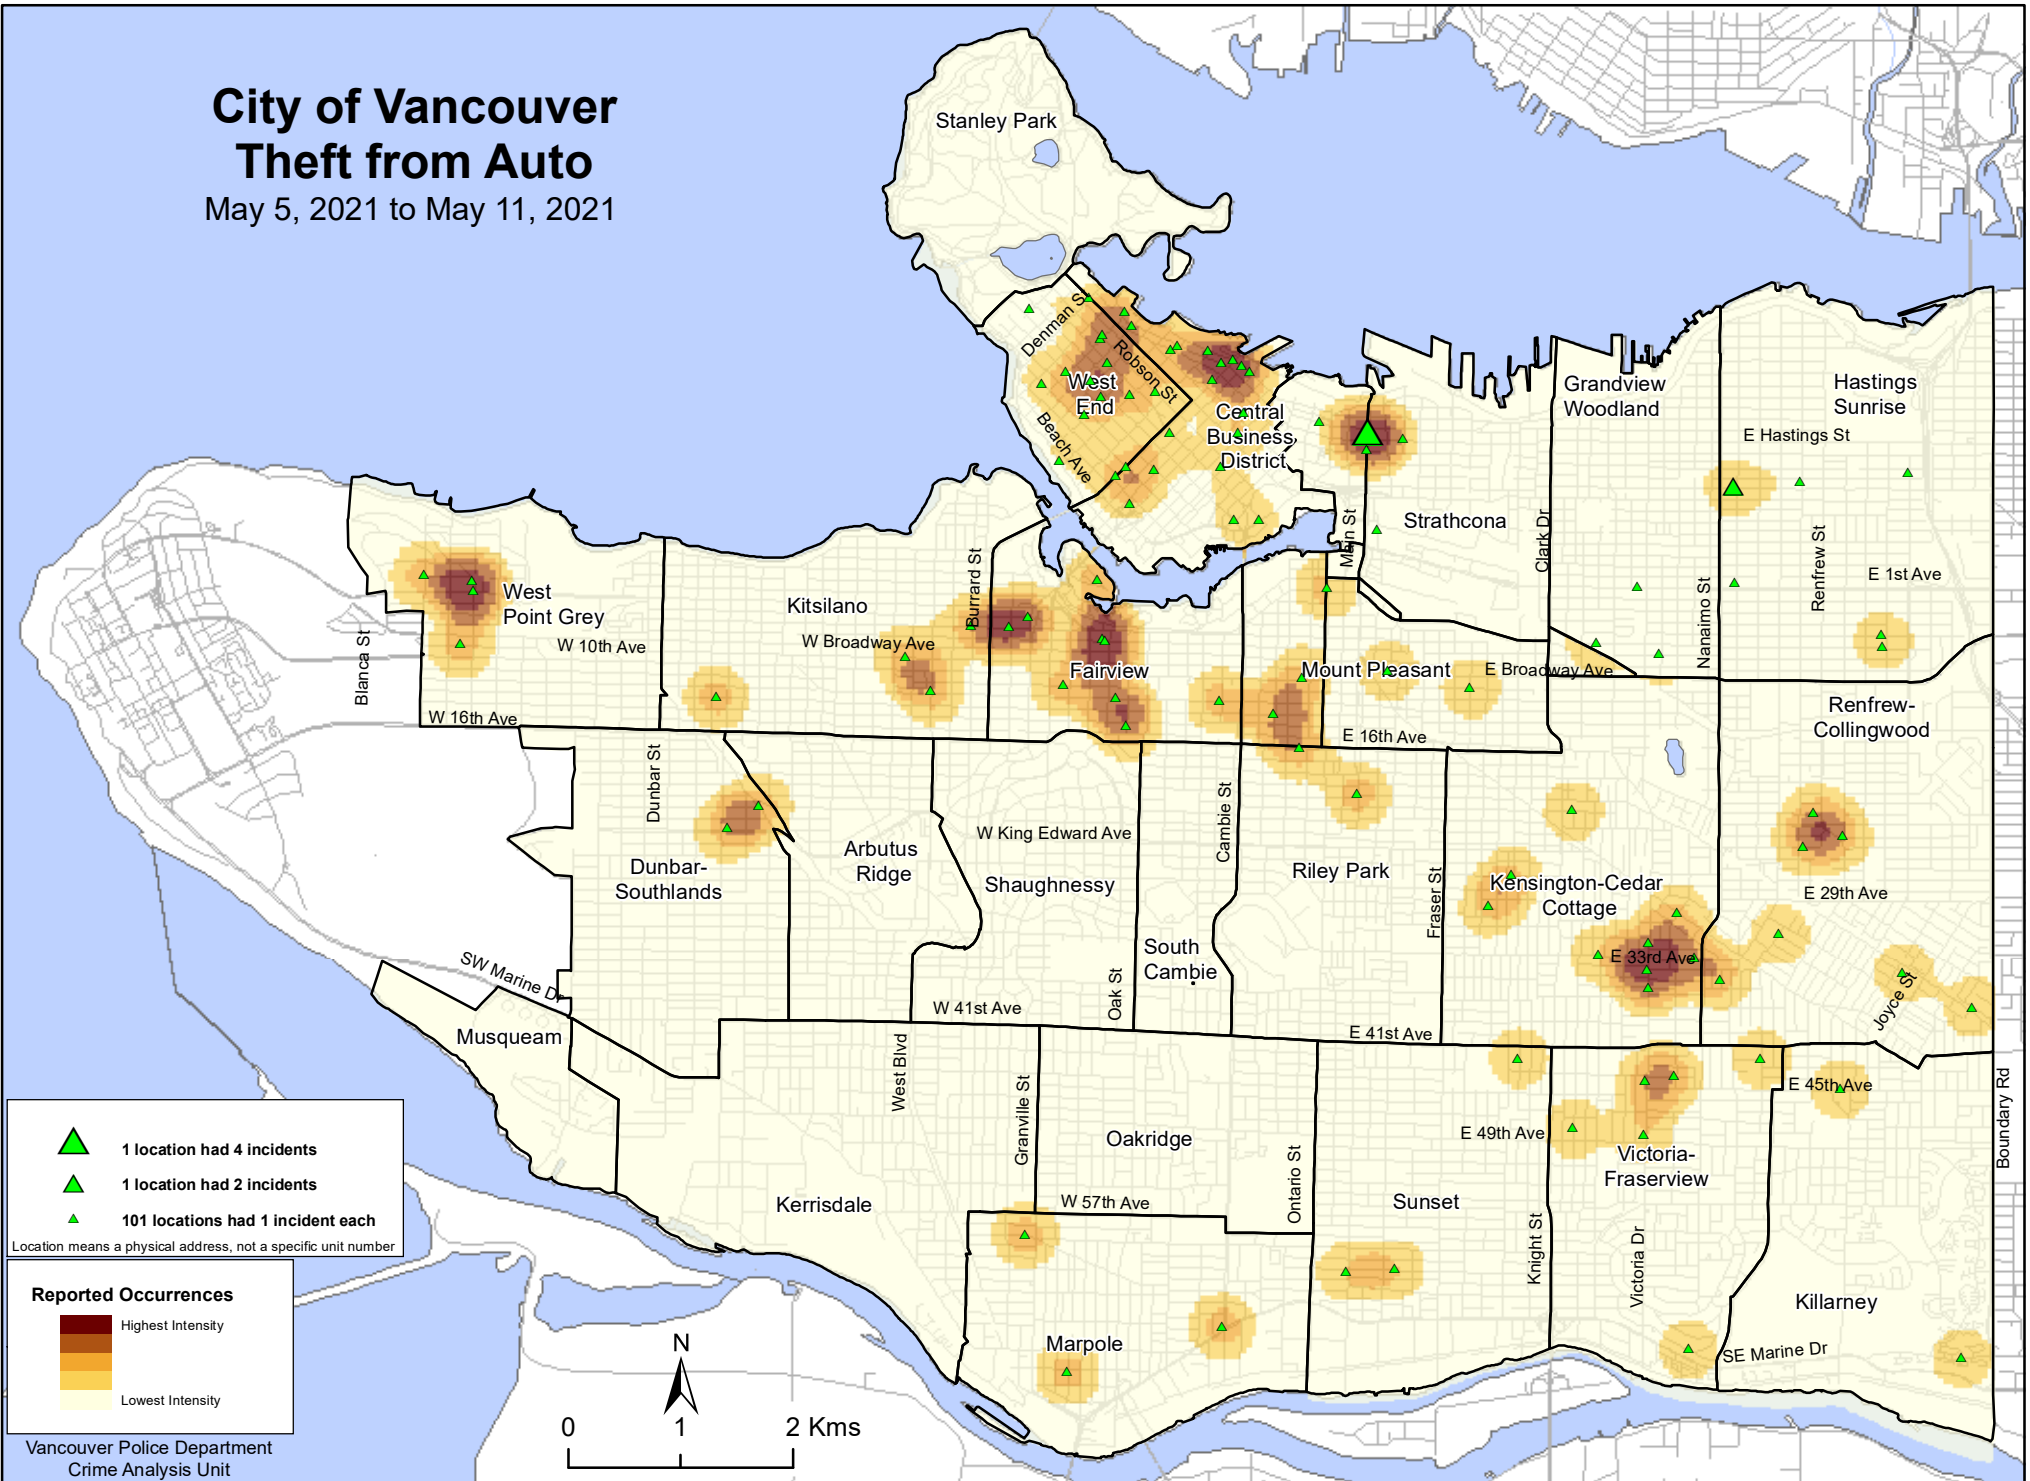 City of Vancouver
Theft from Auto
May 5, 2021 to May 11, 2021
Stanley Park
Denman St
Robson St
West
End
Beach Ave
Central
Business
District
Grandview
Woodland
Hastings
Sunrise
E Hastings St
Strathcona
Main St
Clark Dr
Nanaimo St
Renfrew St
E 1st Ave
Burrard St
West
Point Grey
Kitsilano
W Broadway Ave
W 10th Ave
Blanca St
W 16th Ave
Fairview
Mount Pleasant
E Broadway Ave
E 16th Ave
Renfrew-
Collingwood
Dunbar St
Cambie St
W King Edward Ave
Arbutus
Ridge
Dunbar-
Southlands
Shaughnessy
Riley Park
Fraser St
Kensington-Cedar
Cottage
E 29th Ave
South
Cambie
E 33rd Ave
SW Marine Dr
Oak St
W 41st Ave
Joyce St
Musqueam
E 41st Ave
West Blvd
Granville St
E 45th Ave
Boundary Rd
Oakridge
E 49th Ave
Victoria-
Fraserview
Ontario St
Kerrisdale
W 57th Ave
Sunset
Knight St
Victoria Dr
Killarney
Marpole
SE Marine Dr
1 location had 4 incidents
1 location had 2 incidents
101 locations had 1 incident each
Location means a physical address, not a specific unit number
Reported Occurrences
Highest Intensity
Lowest Intensity
N
0 1 2 Kms
Vancouver Police Department
Crime Analysis Unit